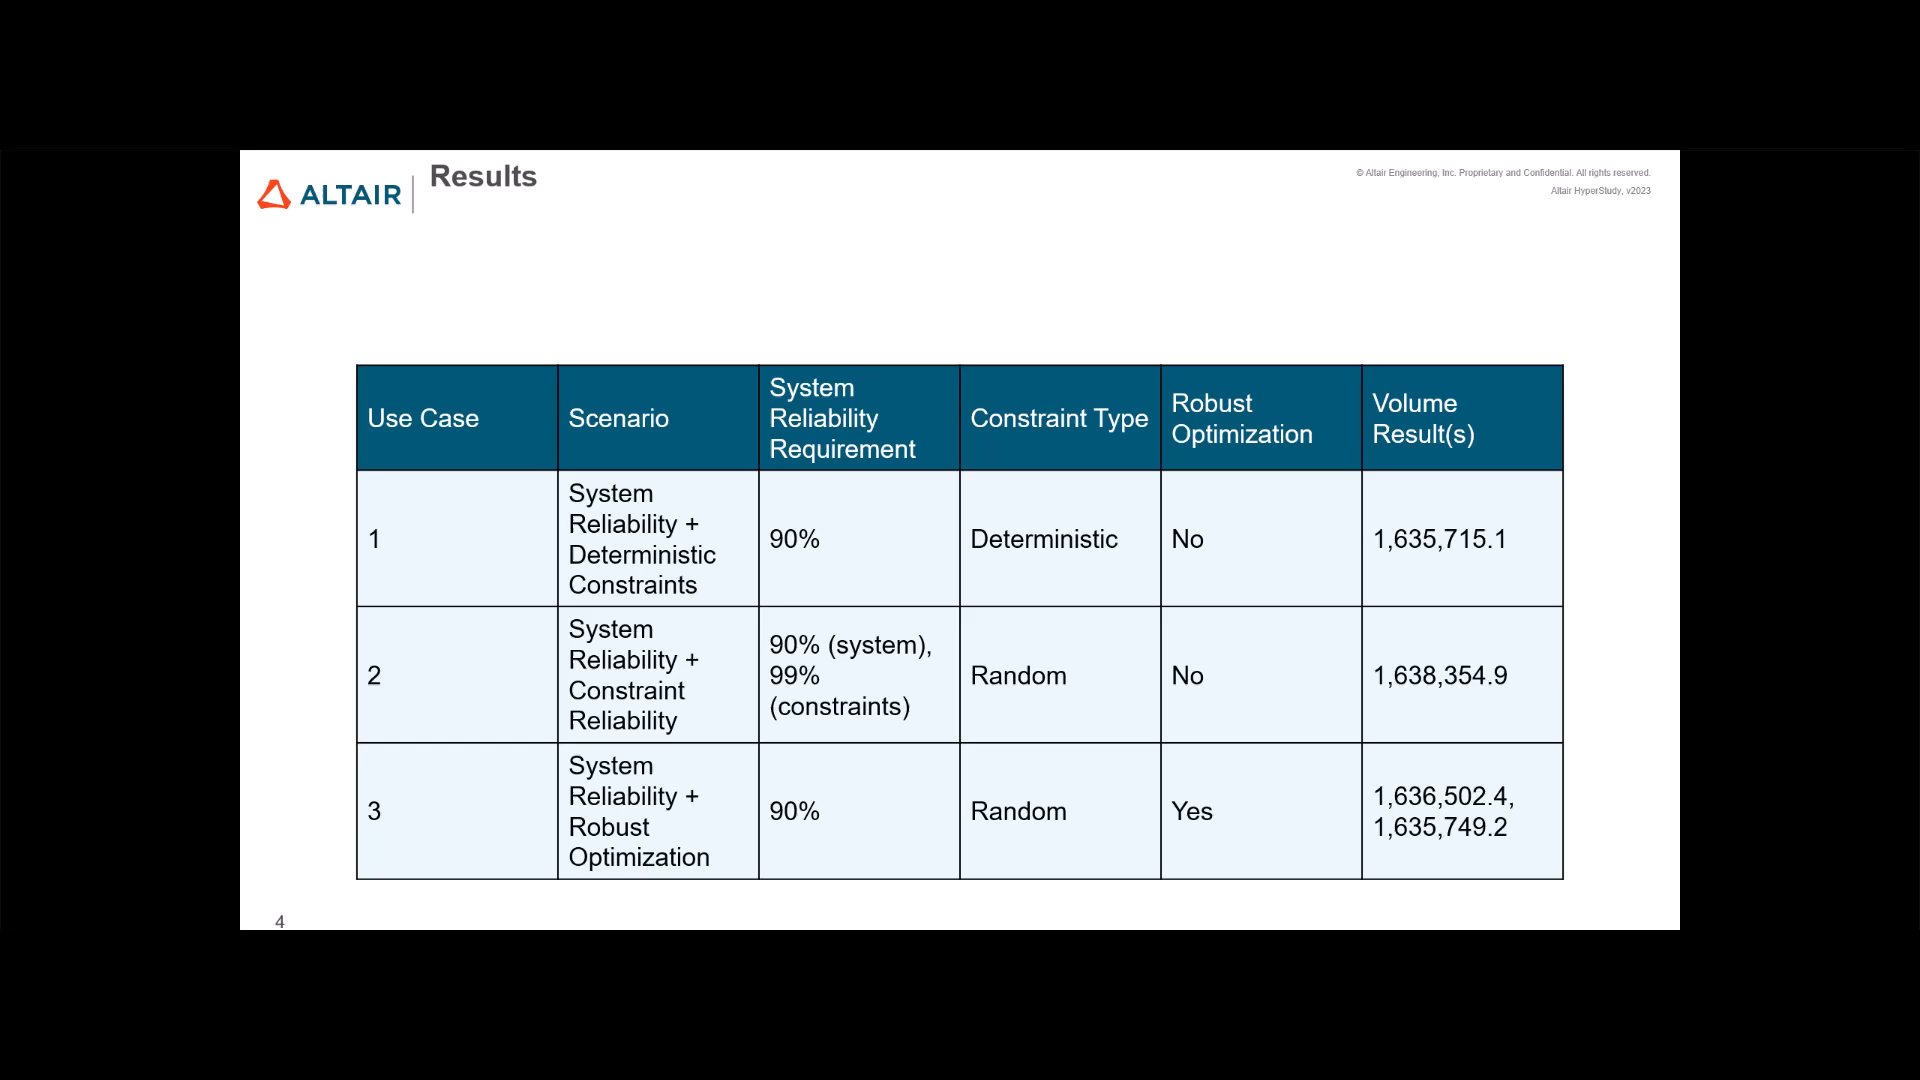 ALTAIR
Results
© Altair Engineering, Inc. Proprietary and Confidential. All rights reserved.
Altair HyperStudy, v2023
Use Case
Scenario
System
Reliability
Requirement
Constraint Type
Robust
Optimization
Volume
Result(s)
1
System
Reliability +
Deterministic
Constraints
90%
Deterministic
No
1,635,715.1
2
System
Reliability +
Constraint
Reliability
90% (system),
99%
(constraints)
Random
No
1,638,354.9
3
System
Reliability +
Robust
Optimization
90%
Random
Yes
1,636,502.4,
1,635,749.2
4